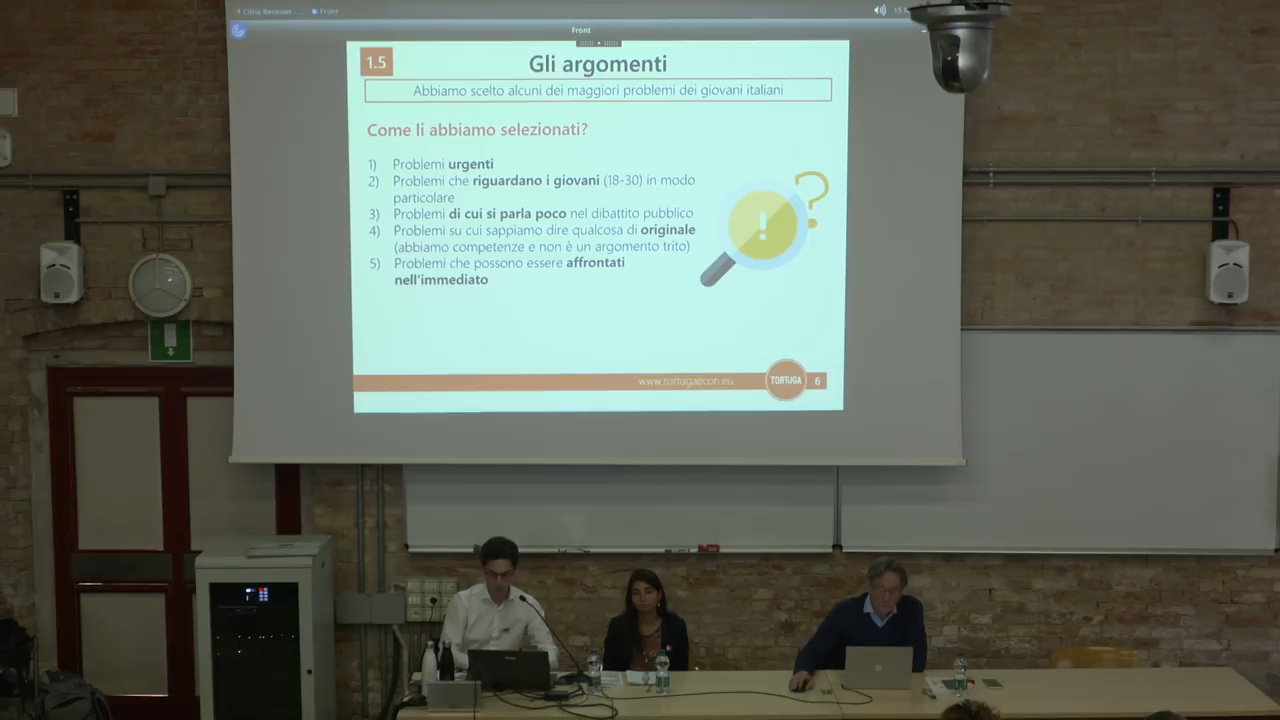 Citrix Receiver - ...
Front
Front
1.5
Gli argomenti
Abbiamo scelto alcuni dei maggiori problemi dei giovani italiani
Come li abbiamo selezionati?
1) Problemi urgenti
2) Problemi che riguardano i giovani (18-30) in modo
particolare
3) Problemi di cui si parla poco nel dibattito pubblico
4) Problemi su cui sappiamo dire qualcosa di originale
(abbiamo competenze e non è un argomento trito)
5) Problemi che possono essere affrontati
nell'immediato
www.tortugaecon.eu
TORTUGA
6